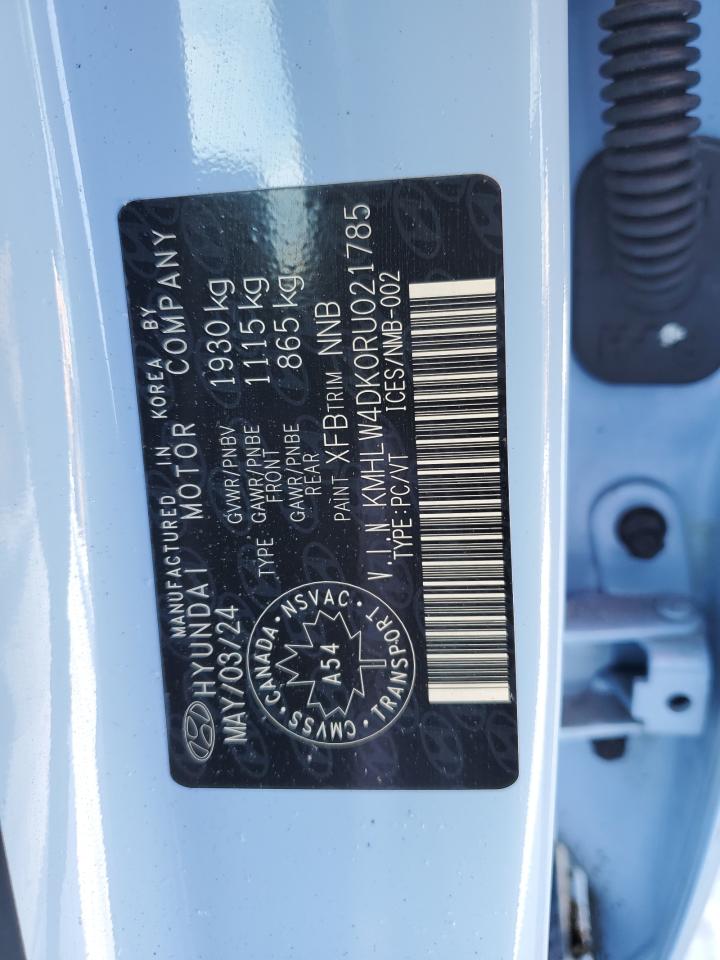 MANUFACTURED IN KOREA BY
HYUNDAI MOTOR COMPANY
MAY/03/24 GVWR/PNBV 1930 kg
TYPE GAWR/PNBE FRONT 1115 kg
GAWR/PNBE REAR 865 kg
PAINT XFB TRIM NNB
V.I.N KMHLW4DK0RU021785
TYPE:PC/VT ICES/NMB-002
CANADA · NSVAC · TRANSPORT · CMVSS ·
A54